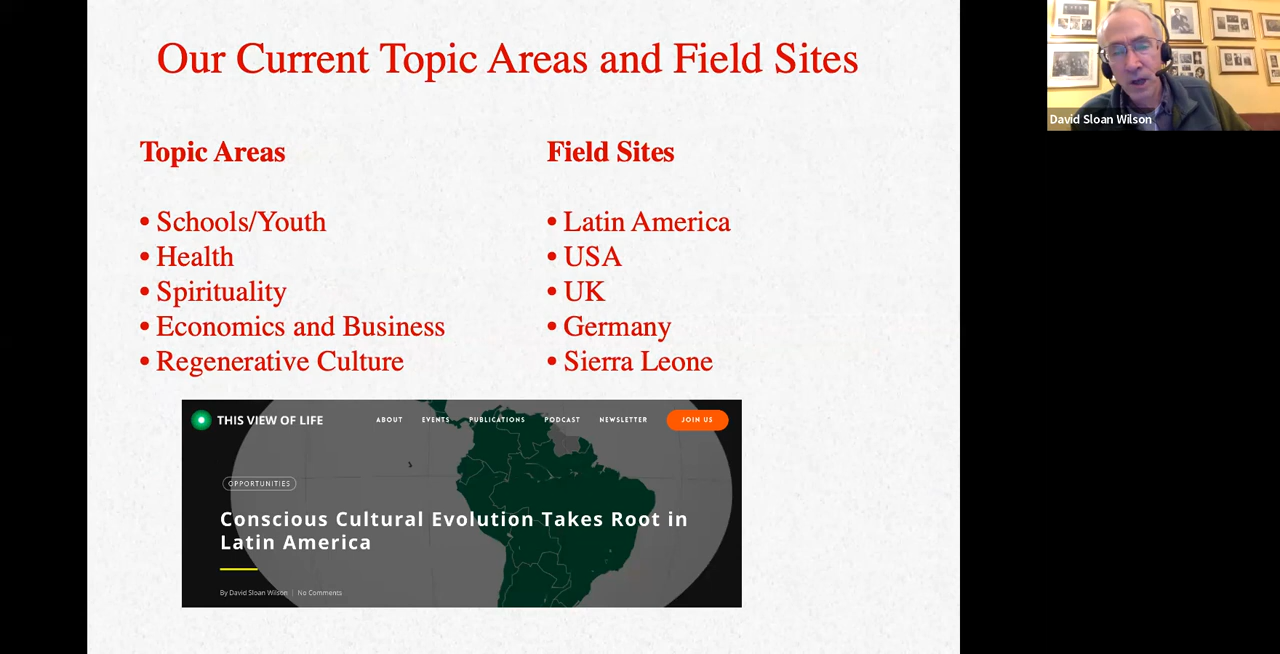 Our Current Topic Areas and Field Sites
Topic Areas
• Schools/Youth
• Health
• Spirituality
• Economics and Business
• Regenerative Culture
Field Sites
• Latin America
• USA
• UK
• Germany
• Sierra Leone
THIS VIEW OF LIFE
ABOUT EVENTS PUBLICATIONS PODCAST NEWSLETTER JOIN US
OPPORTUNITIES
Conscious Cultural Evolution Takes Root in
Latin America
By David Sloan Wilson | No Comments
David Sloan Wilson